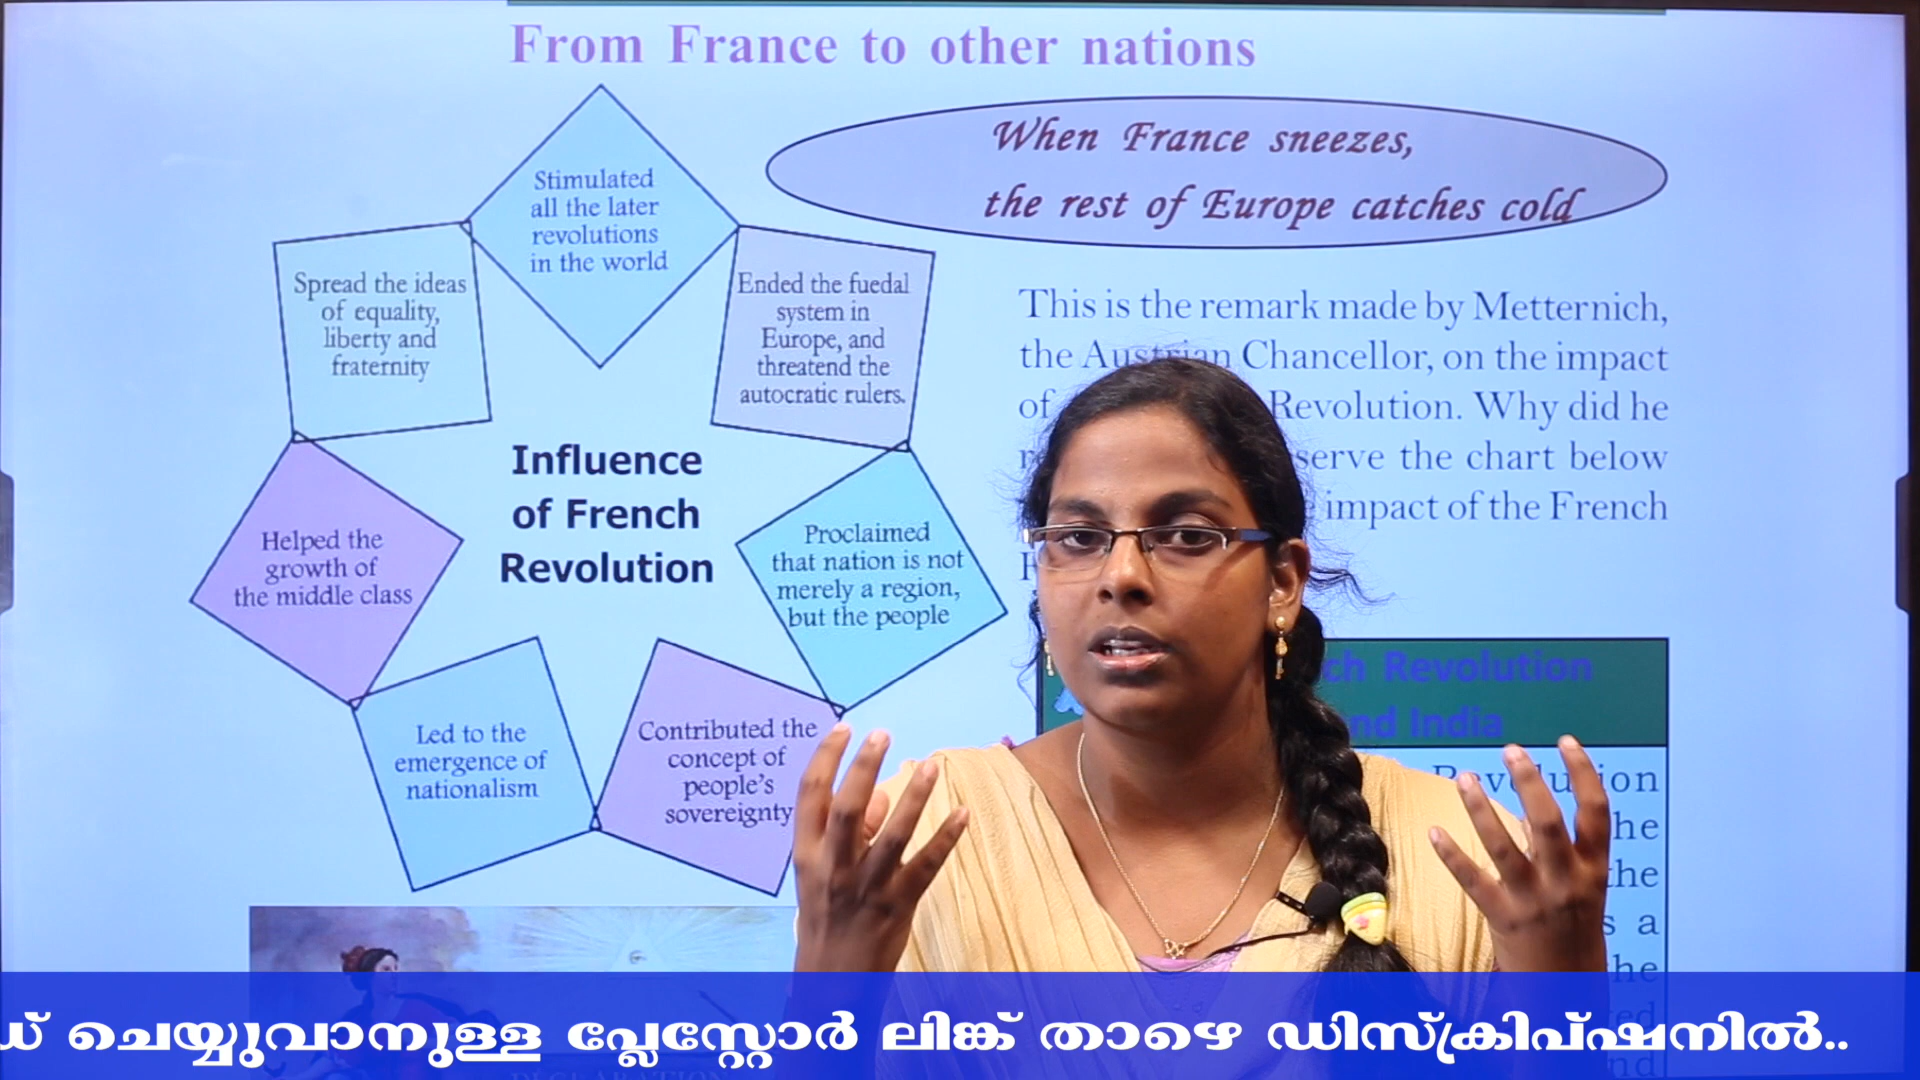 From France to other nations
When France sneezes,
the rest of Europe catches cold
Stimulated
all the later
revolutions
in the world
Spread the ideas
of equality,
liberty and
fraternity
Ended the fuedal
system in
Europe, and
threatend the
autocratic rulers.
Influence
of French
Revolution
Helped the
growth of
the middle class
Proclaimed
that nation is not
merely a region,
but the people
Led to the
emergence of
nationalism
Contributed the
concept of
people's
sovereignty
This is the remark made by Metternich,
the Austrian Chancellor, on the impact
of Revolution. Why did he
the chart below
impact of the French
Revolution
India
Revolution
the
a
ചെയ്യുവാനുള്ള പ്ലേസ്റ്റോർ ലിങ്ക് താഴെ ഡിസ്ക്രിപ്ഷനിൽ..